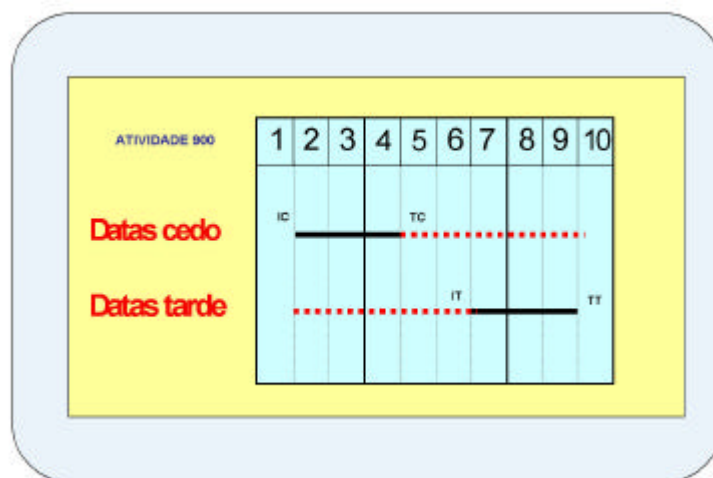 ATIVIDADE 900
1 2 3 4 5 6 7 8 9 10
IC TC
Datas cedo
IT TT
Datas tarde